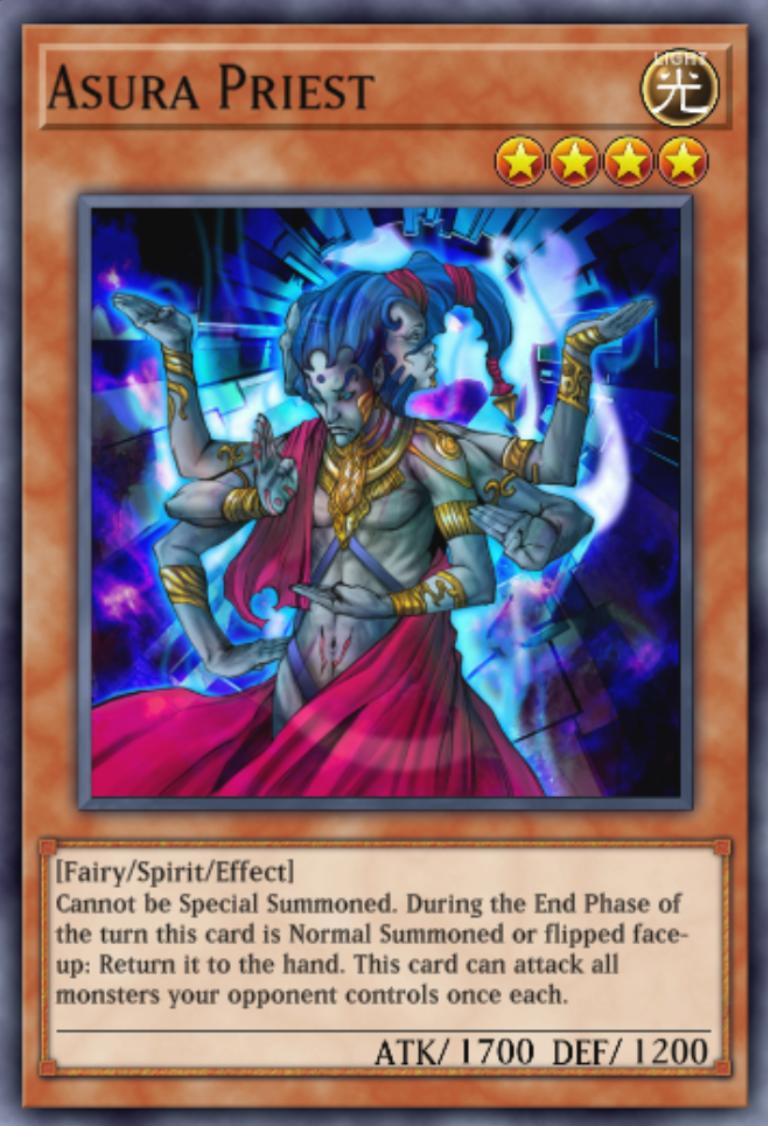 Asura Priest
LIGHT
光
[Fairy/Spirit/Effect]
Cannot be Special Summoned. During the End Phase of
the turn this card is Normal Summoned or flipped face-
up: Return it to the hand. This card can attack all
monsters your opponent controls once each.
ATK/ 1700 DEF/ 1200